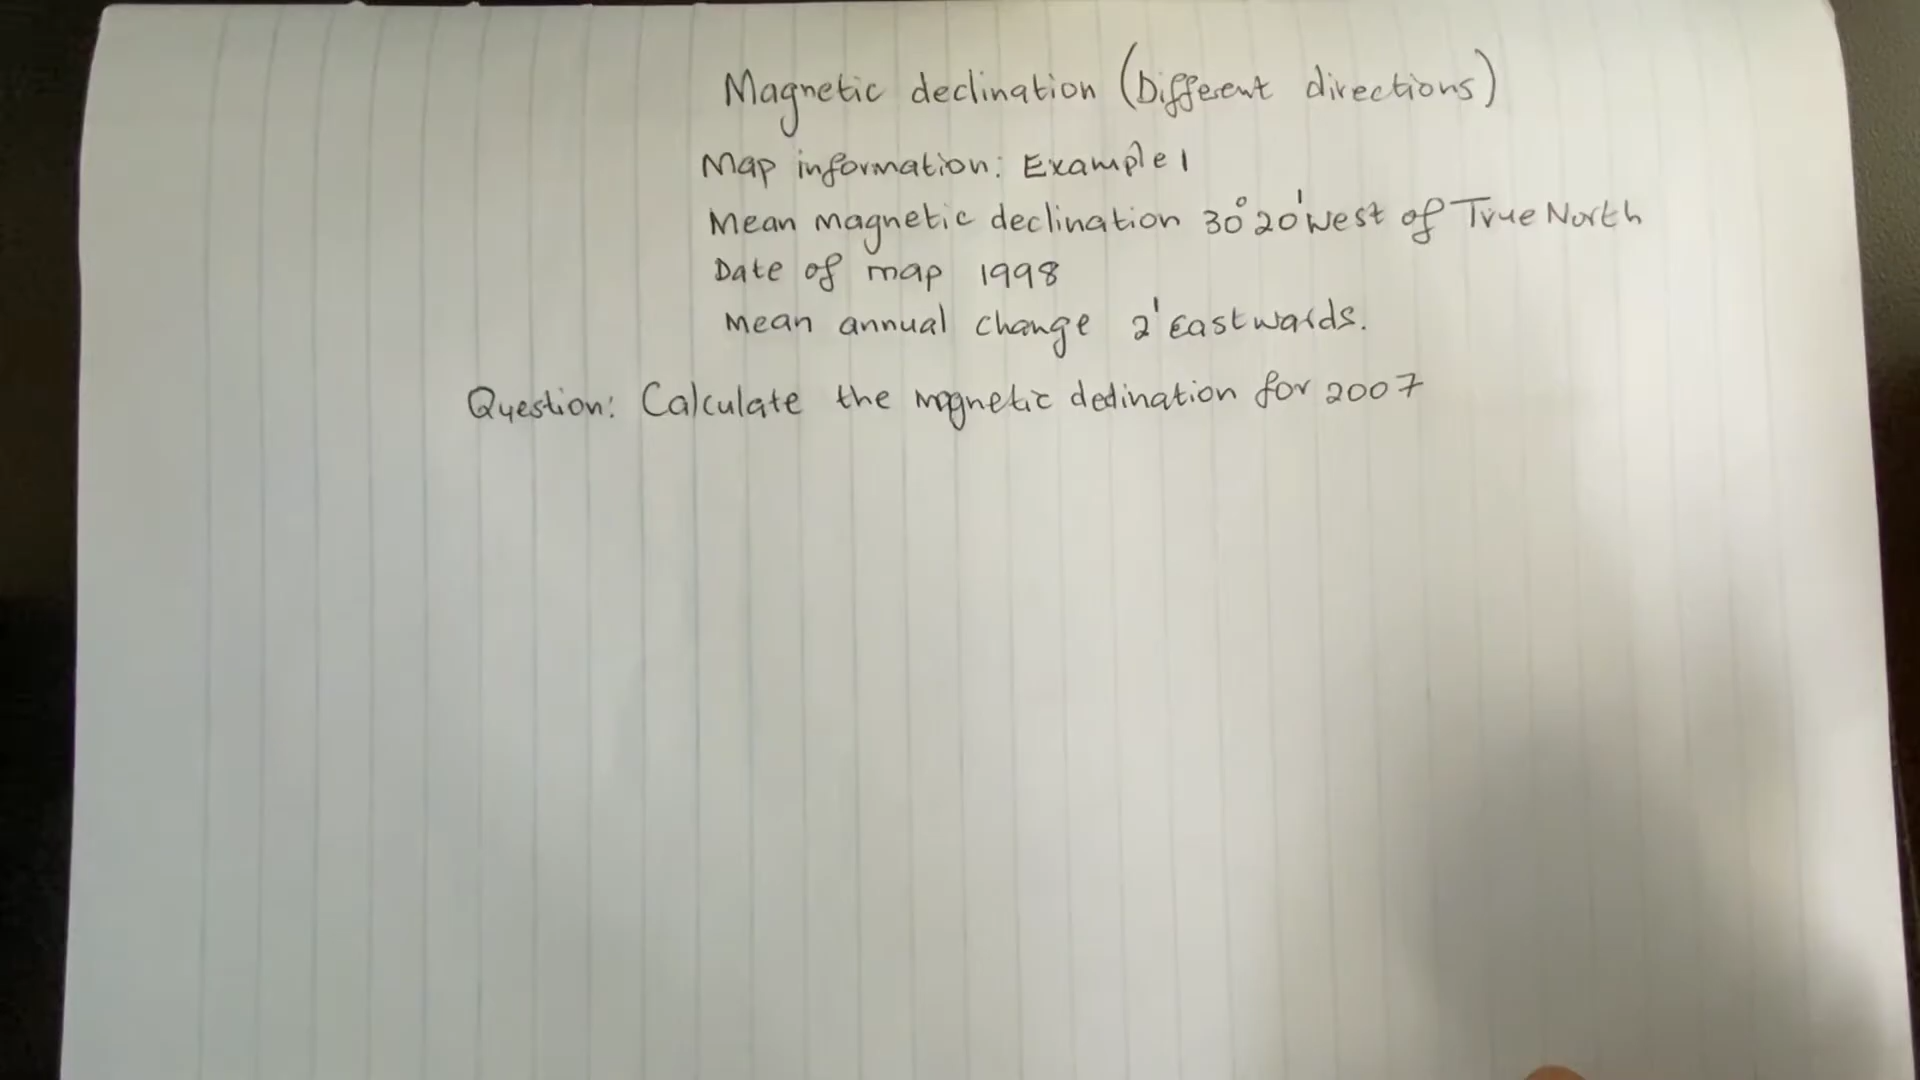 Magnetic declination (Different directions)
Map information: Example 1
Mean magnetic declination 30°20' West of True North
Date of map 1998
Mean annual change 2' Eastwards.
Question: Calculate the magnetic declination for 2007